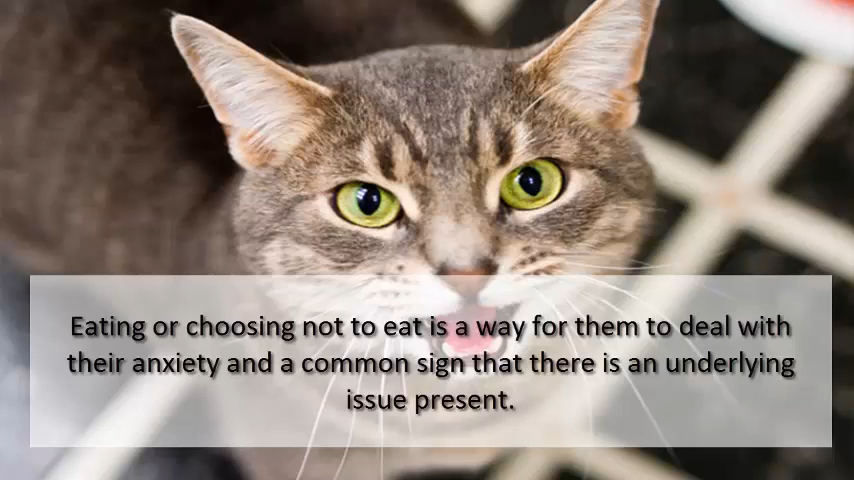 Eating or choosing not to eat is a way for them to deal with
their anxiety and a common sign that there is an underlying
issue present.